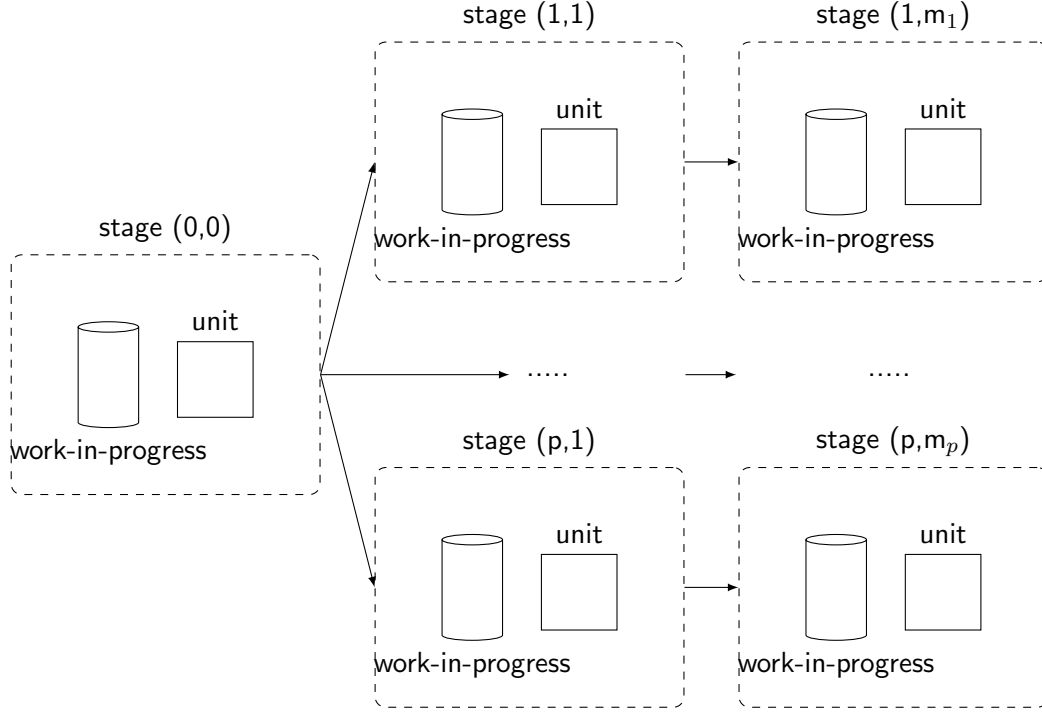 stage (0,0)
unit
work-in-progress
stage (1,1)
unit
work-in-progress
stage (1,m₁)
unit
work-in-progress
.....
.....
stage (p,1)
unit
work-in-progress
stage (p,mₚ)
unit
work-in-progress